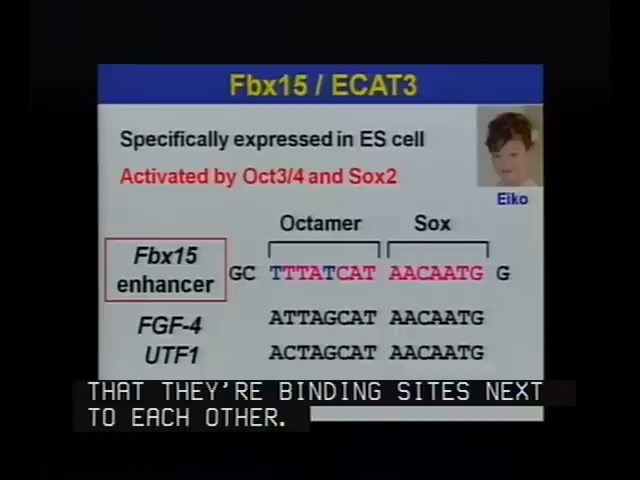 Fbx15 / ECAT3
Specifically expressed in ES cell
Activated by Oct3/4 and Sox2
Eiko
Octamer Sox
Fbx15 enhancer GC TTTATCAT AACAATG G
FGF-4 ATTAGCAT AACAATG
UTF1 ACTAGCAT AACAATG
THAT THEY'RE BINDING SITES NEXT
TO EACH OTHER.